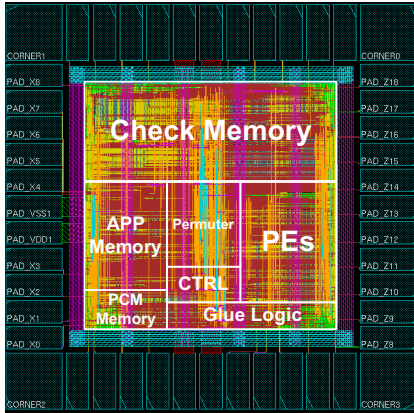 CORNER1
CORNER0
PAD_X8
PAD_Z18
PAD_X7
PAD_Z17
PAD_X6
PAD_Z16
Check Memory
PAD_X5
PAD_Z15
PAD_X4
PAD_Z14
PAD_VSS1
PAD_Z13
APP
Memory
Permuter
PEs
PAD_VDD1
PAD_Z12
PAD_X3
PAD_Z11
CTRL
PAD_X2
PAD_Z10
PCM
Memory
Glue Logic
PAD_X1
PAD_Z9
PAD_X0
PAD_Z8
CORNER2
CORNER3